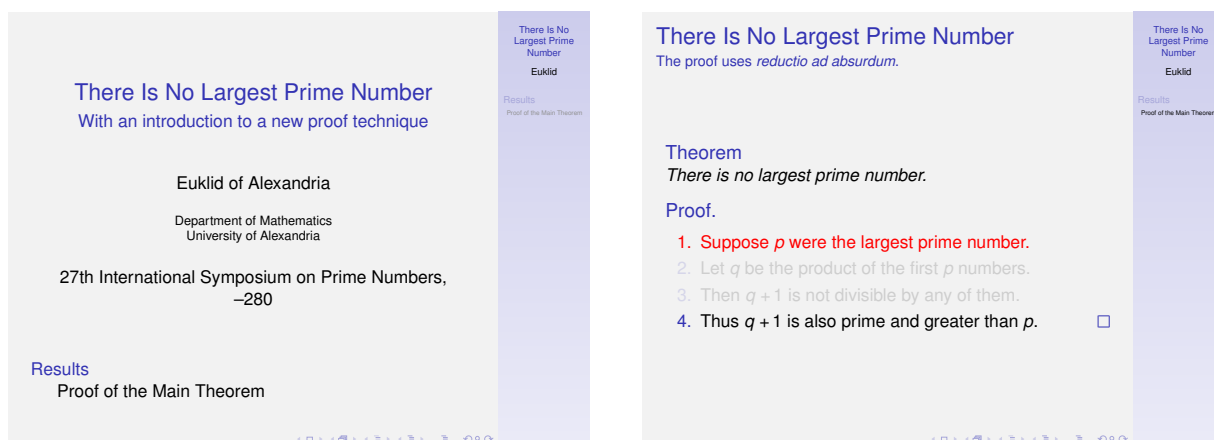 There Is No Largest Prime Number
With an introduction to a new proof technique
Euklid of Alexandria
Department of Mathematics
University of Alexandria
27th International Symposium on Prime Numbers,
–280
Results
Proof of the Main Theorem
There Is No
Largest Prime
Number
Euklid
Results
Proof of the Main Theorem
There Is No Largest Prime Number
The proof uses reductio ad absurdum.
Theorem
There is no largest prime number.
Proof.
1. Suppose p were the largest prime number.
2. Let q be the product of the first p numbers.
3. Then q + 1 is not divisible by any of them.
4. Thus q + 1 is also prime and greater than p. □
There Is No
Largest Prime
Number
Euklid
Results
Proof of the Main Theorem